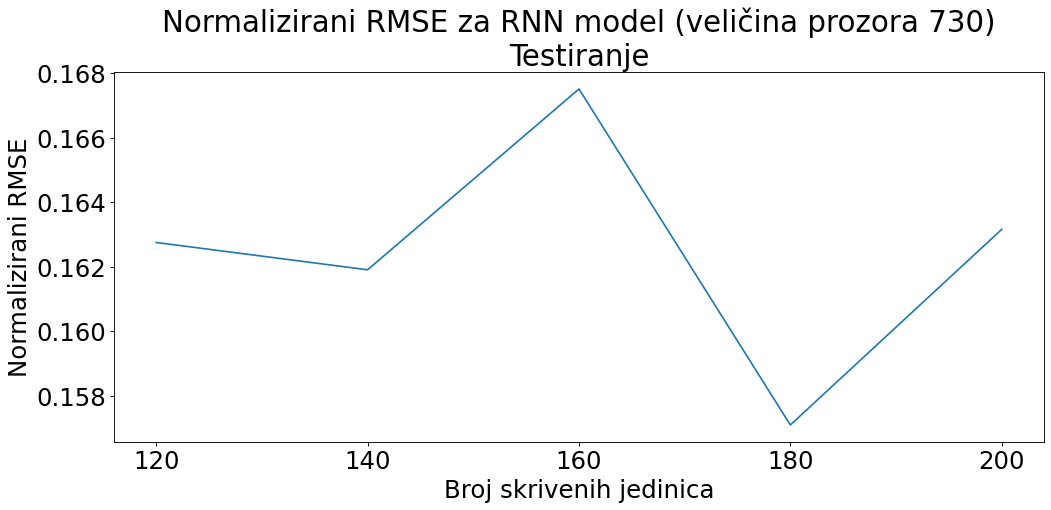 Normalizirani RMSE za RNN model (veličina prozora 730)
Testiranje
0.168
0.166
0.164
0.162
0.160
0.158
Normalizirani RMSE
120
140
160
180
200
Broj skrivenih jedinica